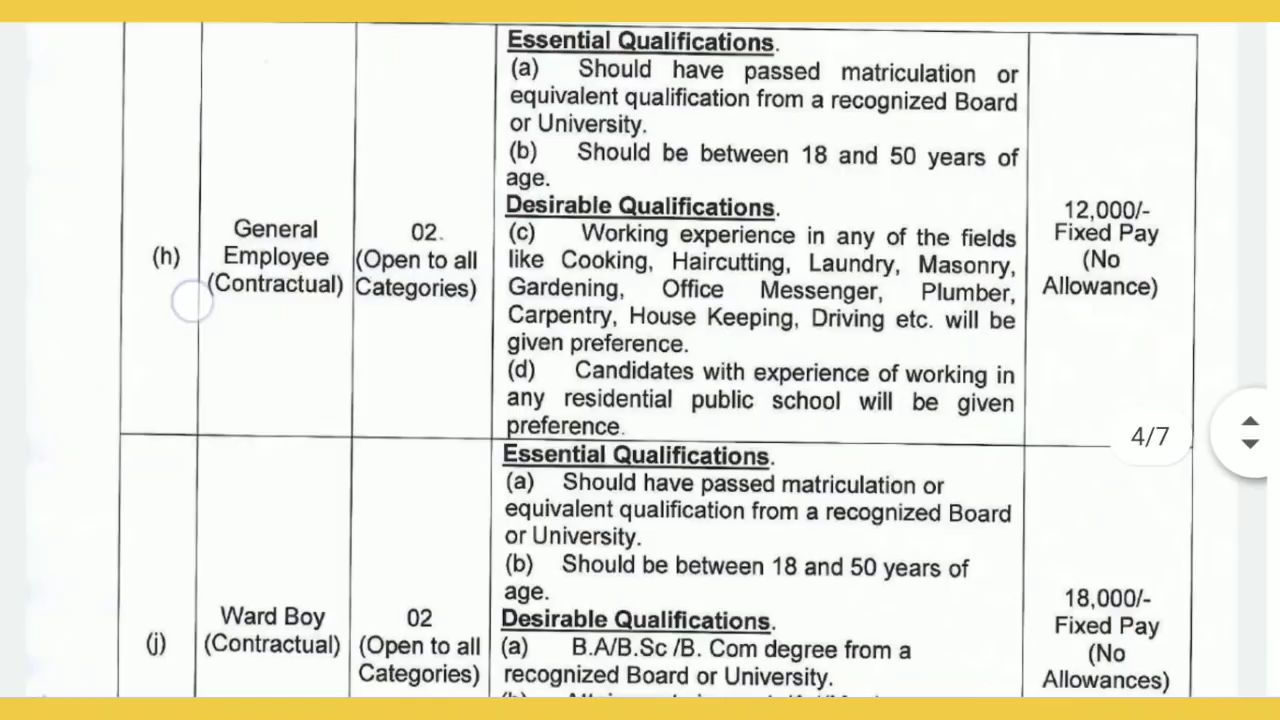 (h)
General
Employee
(Contractual)
02.
(Open to all
Categories)
Essential Qualifications.
(a) Should have passed matriculation or
equivalent qualification from a recognized Board
or University.
(b) Should be between 18 and 50 years of
age.
Desirable Qualifications.
(c) Working experience in any of the fields
like Cooking, Haircutting, Laundry, Masonry,
Gardening, Office Messenger, Plumber,
Carpentry, House Keeping, Driving etc. will be
given preference.
(d) Candidates with experience of working in
any residential public school will be given
preference.
12,000/-
Fixed Pay
(No
Allowance)
4/7
(j)
Ward Boy
(Contractual)
02
(Open to all
Categories)
Essential Qualifications.
(a) Should have passed matriculation or
equivalent qualification from a recognized Board
or University.
(b) Should be between 18 and 50 years of
age.
Desirable Qualifications.
(a) B.A/B.Sc /B. Com degree from a
recognized Board or University.
18,000/-
Fixed Pay
(No
Allowances)